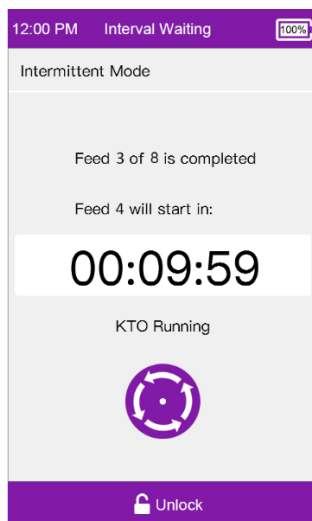 12:00 PM Interval Waiting 100%
Intermittent Mode
Feed 3 of 8 is completed
Feed 4 will start in:
00:09:59
KTO Running
Unlock